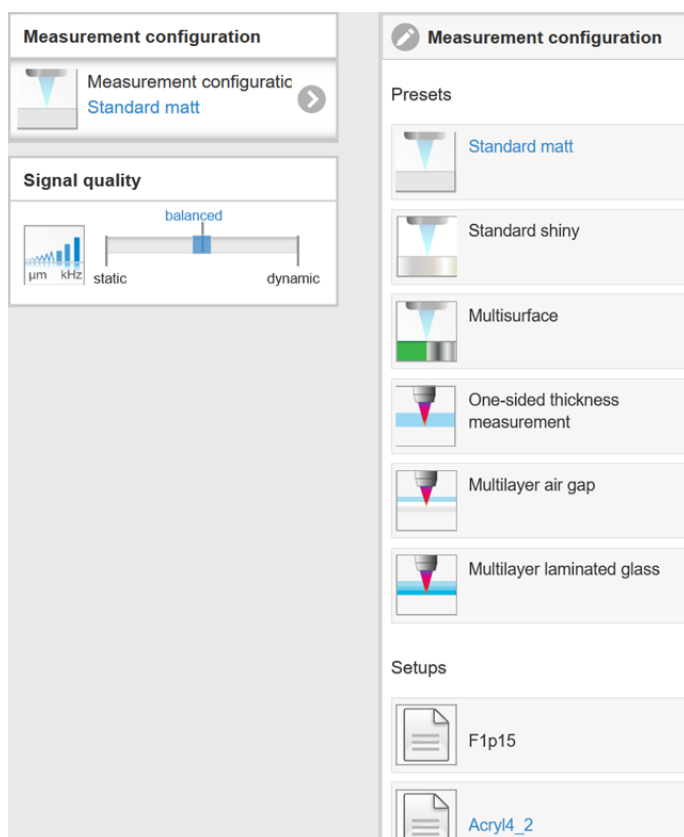 Measurement configuration
Measurement configuratic
Standard matt
Signal quality
balanced
µm kHz
static
dynamic
Measurement configuration
Presets
Standard matt
Standard shiny
Multisurface
One-sided thickness
measurement
Multilayer air gap
Multilayer laminated glass
Setups
F1p15
Acryl4_2